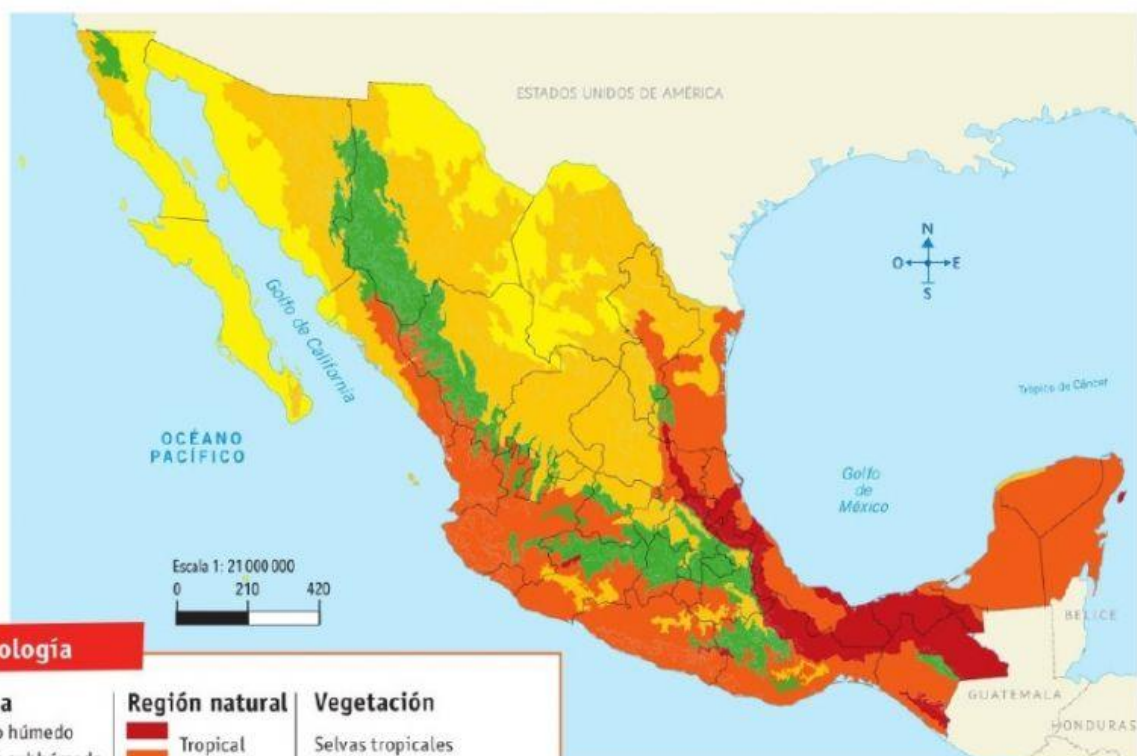 ESTADOS UNIDOS DE AMÉRICA
N
O E
S
Golfo de California
Trópico de Cáncer
OCÉANO
PACÍFICO
Golfo
de
México
Escala 1: 21 000 000
0 210 420
BELICE
GUATEMALA
HONDURAS
ología
a
Región natural
Vegetación
o húmedo
Tropical
Selvas tropicales